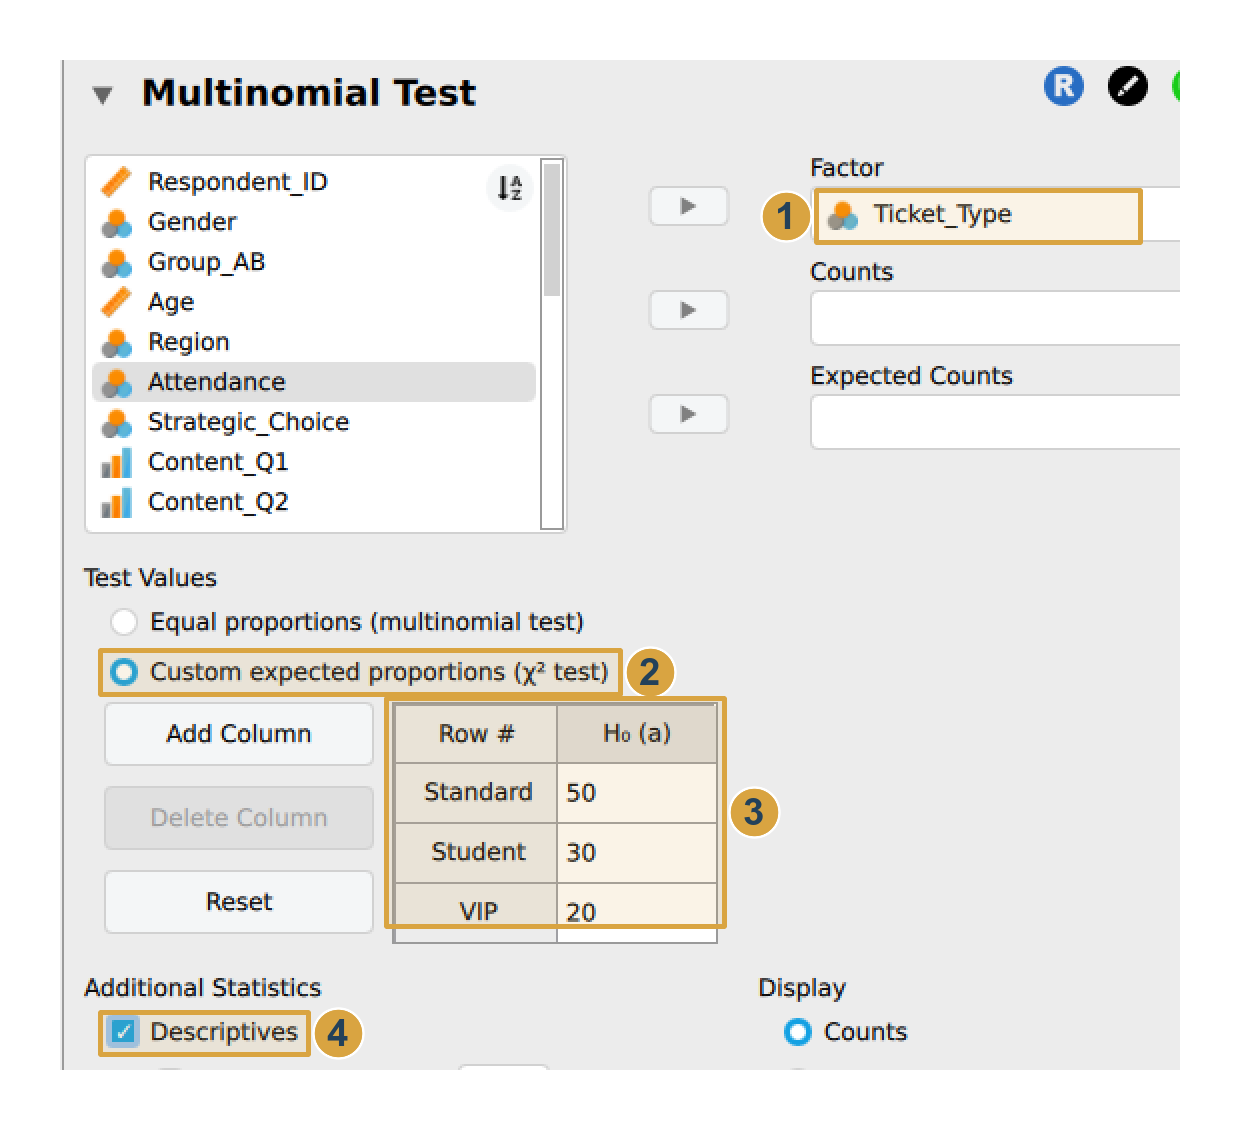 Multinomial Test
R
Respondent_ID
Gender
Group_AB
Age
Region
Attendance
Strategic_Choice
Content_Q1
Content_Q2
A
Z
Factor
1
Ticket_Type
Counts
Expected Counts
Test Values
Equal proportions (multinomial test)
Custom expected proportions (χ² test)
2
Add Column
Delete Column
Reset
Row # H₀ (a)
Standard 50
Student 30
VIP 20
3
Additional Statistics
Descriptives
4
Display
Counts